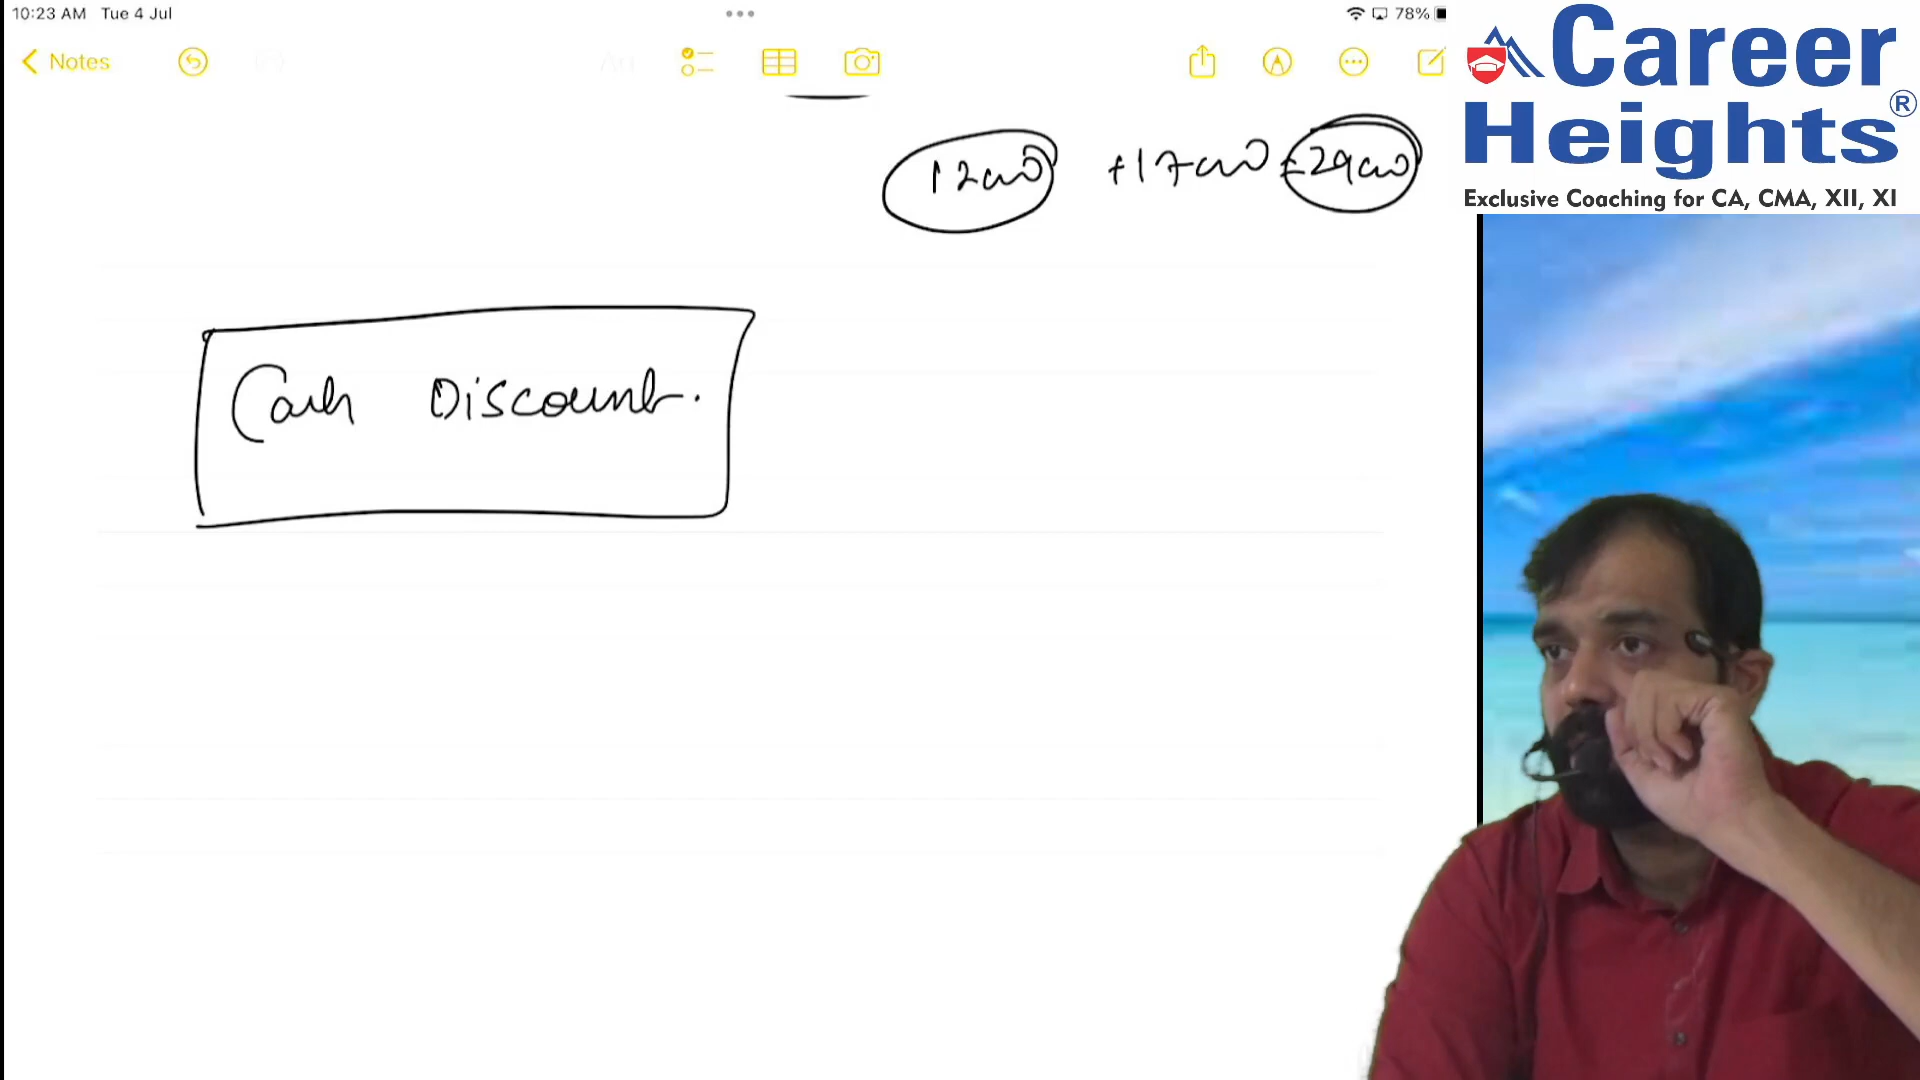 10:23 AM Tue 4 Jul
78%
Notes
Aa
Career
Heights®
Exclusive Coaching for CA, CMA, XII, XI
12000 +17000 = 29000
Cash Discount.